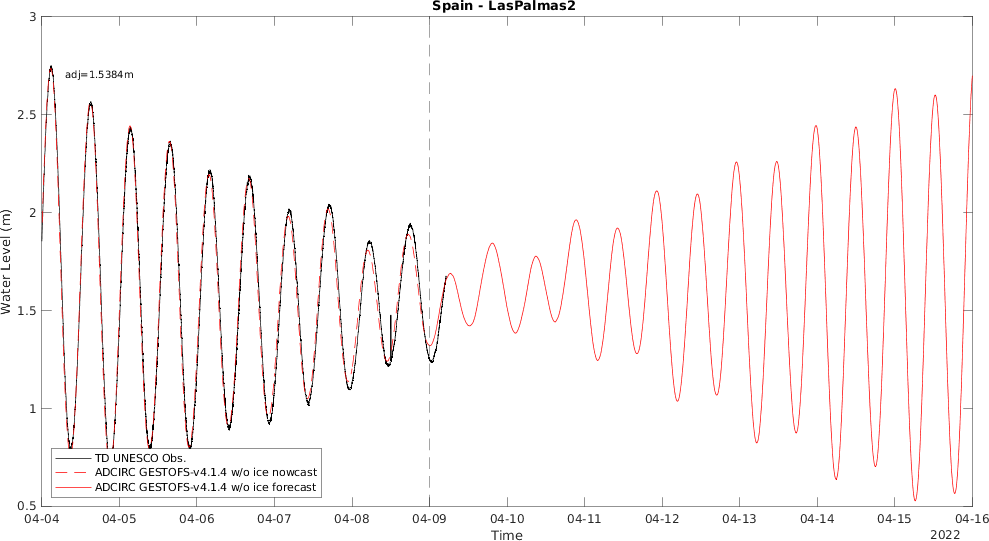 Spain - LasPalmas2
adj=1.5384m
Water Level (m)
3
2.5
2
1.5
1
0.5
TD UNESCO Obs.
ADCIRC GESTOFS-v4.1.4 w/o ice nowcast
ADCIRC GESTOFS-v4.1.4 w/o ice forecast
04-04 04-05 04-06 04-07 04-08 04-09 04-10 04-11 04-12 04-13 04-14 04-15 04-16
Time
2022